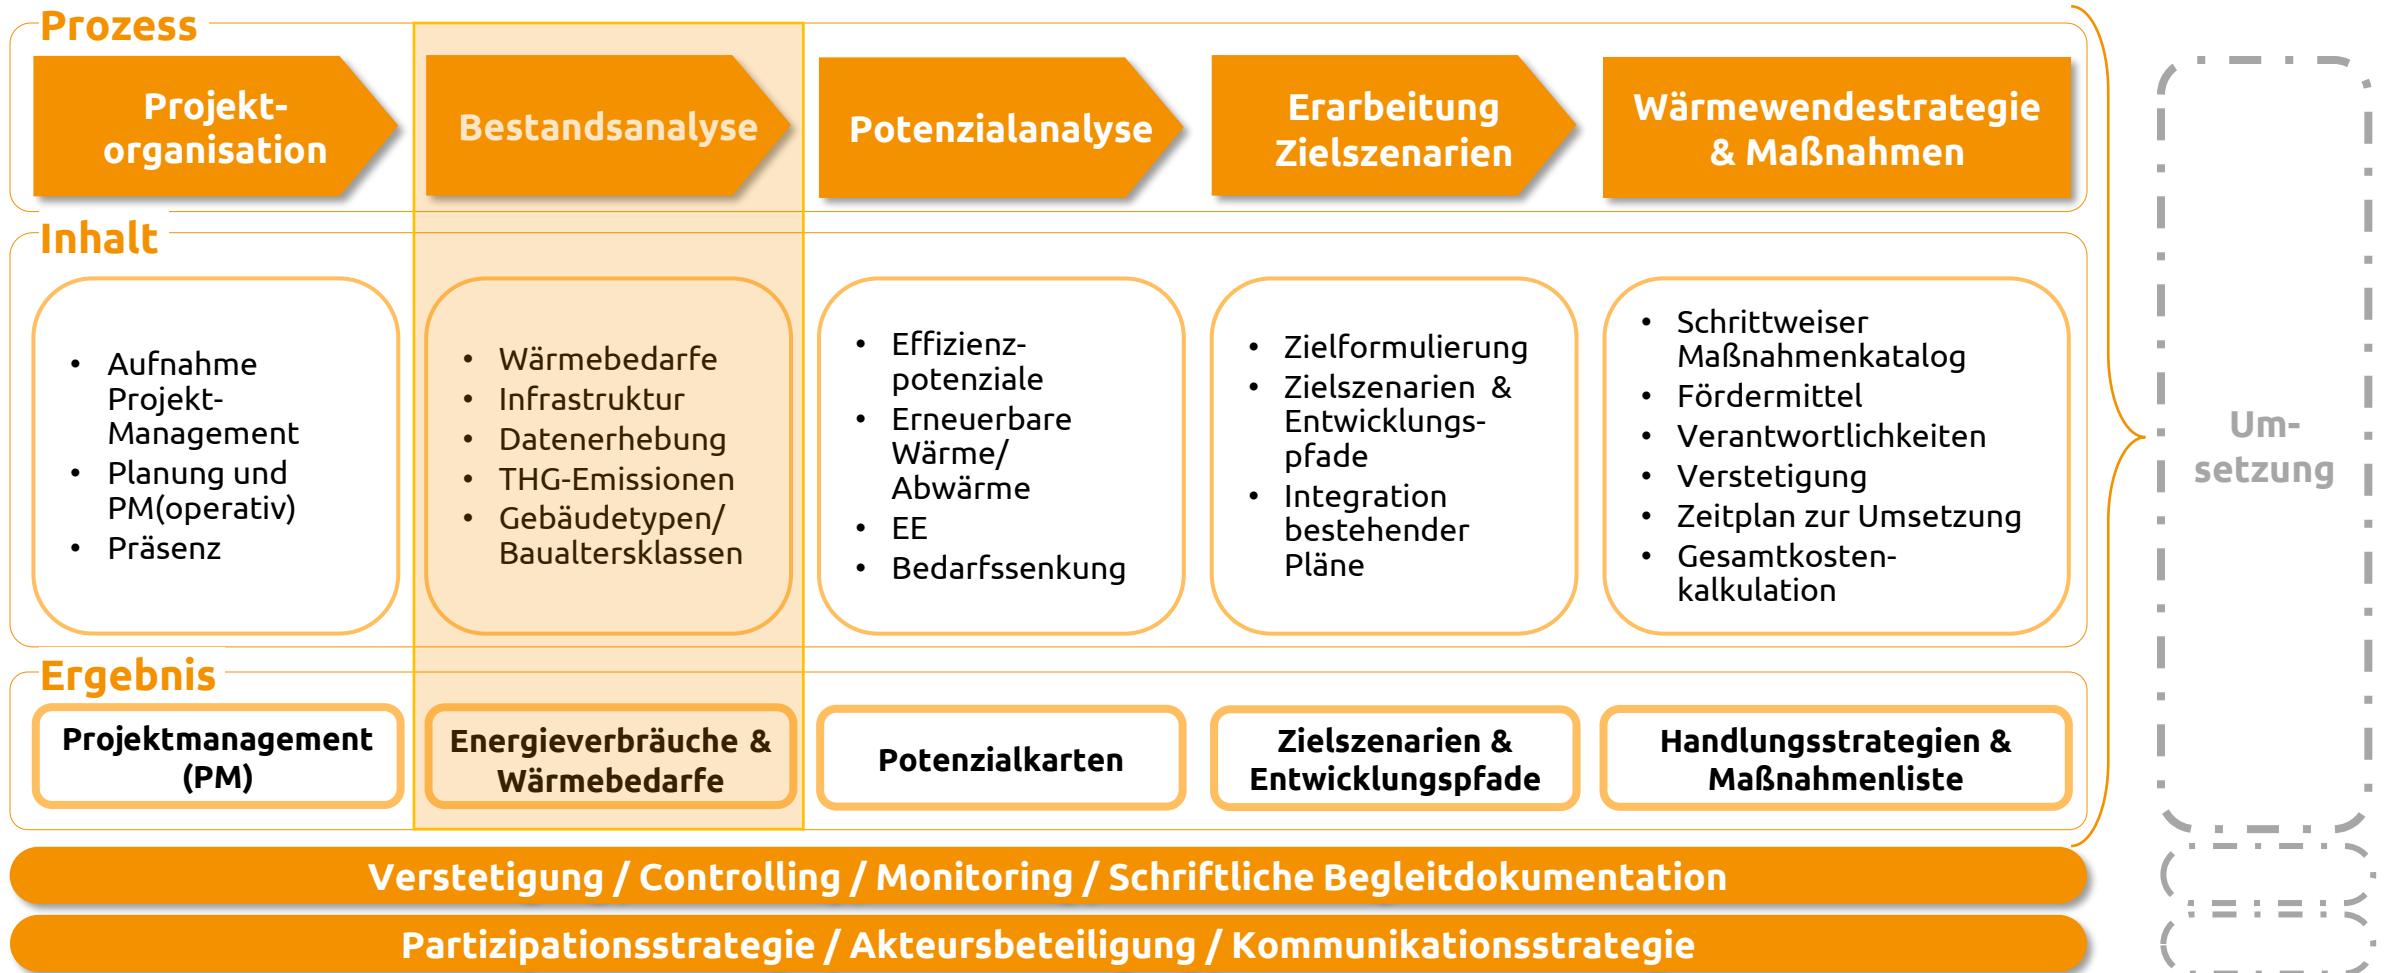 Prozess
Projekt-
organisation
Bestandsanalyse
Potenzialanalyse
Erarbeitung
Zielszenarien
Wärmewendestrategie
& Maßnahmen
Inhalt
• Aufnahme
Projekt-
Management
• Planung und
PM(operativ)
• Präsenz
• Wärmebedarfe
• Infrastruktur
• Datenerhebung
• THG-Emissionen
• Gebäudetypen/
Baualtersklassen
• Effizienz-
potenziale
• Erneuerbare
Wärme/
Abwärme
• EE
• Bedarfssenkung
• Zielformulierung
• Zielszenarien &
Entwicklungs-
pfade
• Integration
bestehender
Pläne
• Schrittweiser
Maßnahmenkatalog
• Fördermittel
• Verantwortlichkeiten
• Verstetigung
• Zeitplan zur Umsetzung
• Gesamtkosten-
kalkulation
Um-
setzung
Ergebnis
Projektmanagement
(PM)
Energieverbräuche &
Wärmebedarfe
Potenzialkarten
Zielszenarien &
Entwicklungspfade
Handlungsstrategien &
Maßnahmenliste
Verstetigung / Controlling / Monitoring / Schriftliche Begleitdokumentation
Partizipationsstrategie / Akteursbeteiligung / Kommunikationsstrategie